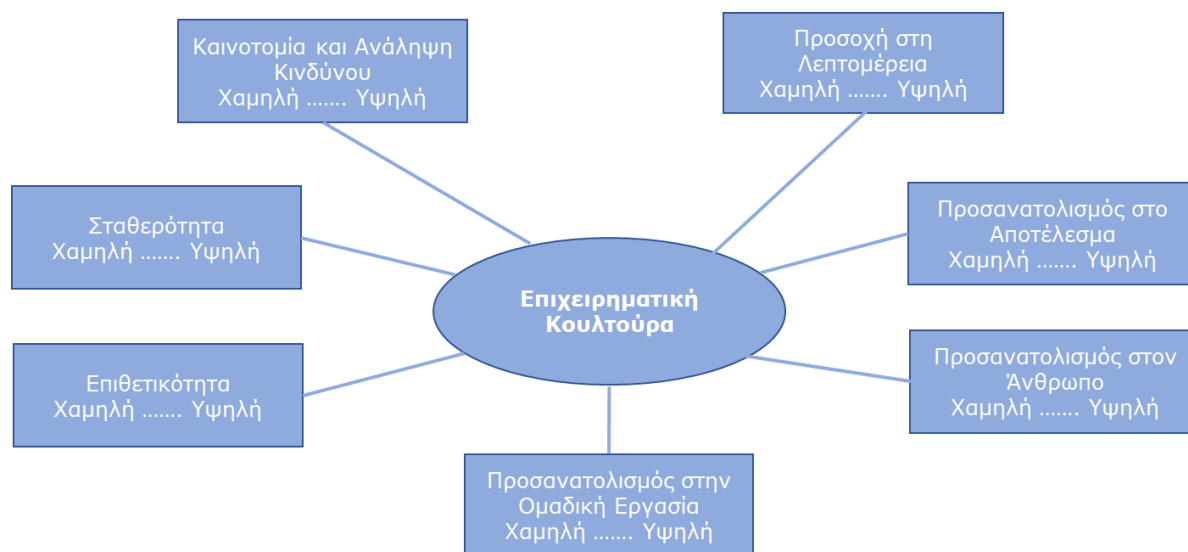 Καινοτομία και Ανάληψη
Κινδύνου
Χαμηλή ....... Υψηλή
Προσοχή στη
Λεπτομέρεια
Χαμηλή ....... Υψηλή
Σταθερότητα
Χαμηλή ....... Υψηλή
Προσανατολισμός στο
Αποτέλεσμα
Χαμηλή ....... Υψηλή
Επιχειρηματική
Κουλτούρα
Επιθετικότητα
Χαμηλή ....... Υψηλή
Προσανατολισμός στον
Άνθρωπο
Χαμηλή ....... Υψηλή
Προσανατολισμός στην
Ομαδική Εργασία
Χαμηλή ....... Υψηλή